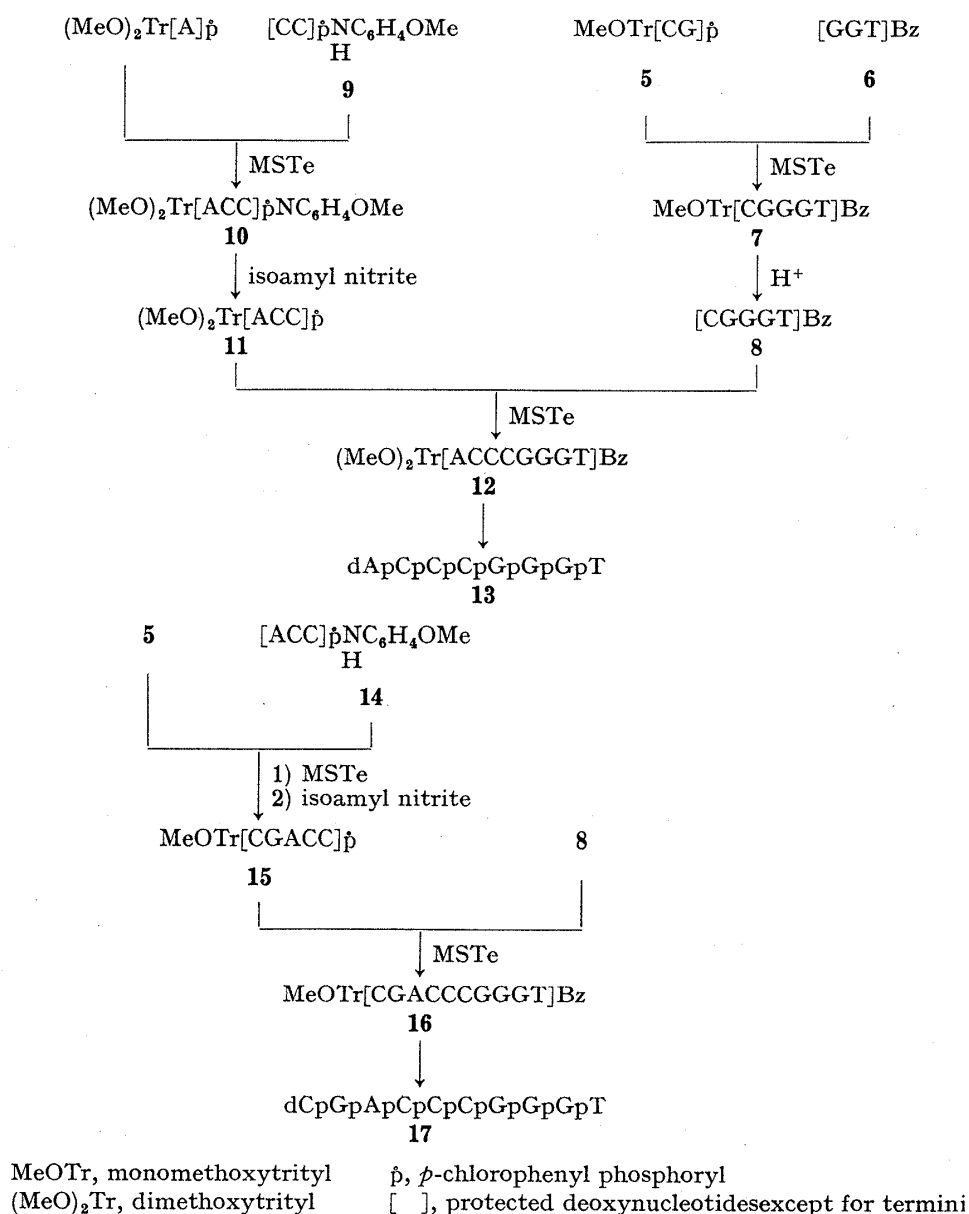 (MeO)₂Tr[A]p̊ [CC]p̊NC₆H₄OMe MeOTr[CG]p̊ [GGT]Bz
H
9 5 6
MSTe MSTe
(MeO)₂Tr[ACC]p̊NC₆H₄OMe MeOTr[CGGGT]Bz
10 7
isoamyl nitrite H⁺
(MeO)₂Tr[ACC]p̊ [CGGGT]Bz
11 8
MSTe
(MeO)₂Tr[ACCCGGGT]Bz
12
dApCpCpCpGpGpGpT
13
5 [ACC]p̊NC₆H₄OMe
H
14
1) MSTe
2) isoamyl nitrite
MeOTr[CGACC]p̊ 8
15
MSTe
MeOTr[CGACCCGGGT]Bz
16
dCpGpApCpCpCpGpGpGpT
17
MeOTr, monomethoxytrityl p̊, p-chlorophenyl phosphoryl
(MeO)₂Tr, dimethoxytrityl [ ], protected deoxynucleotidesexcept for termini